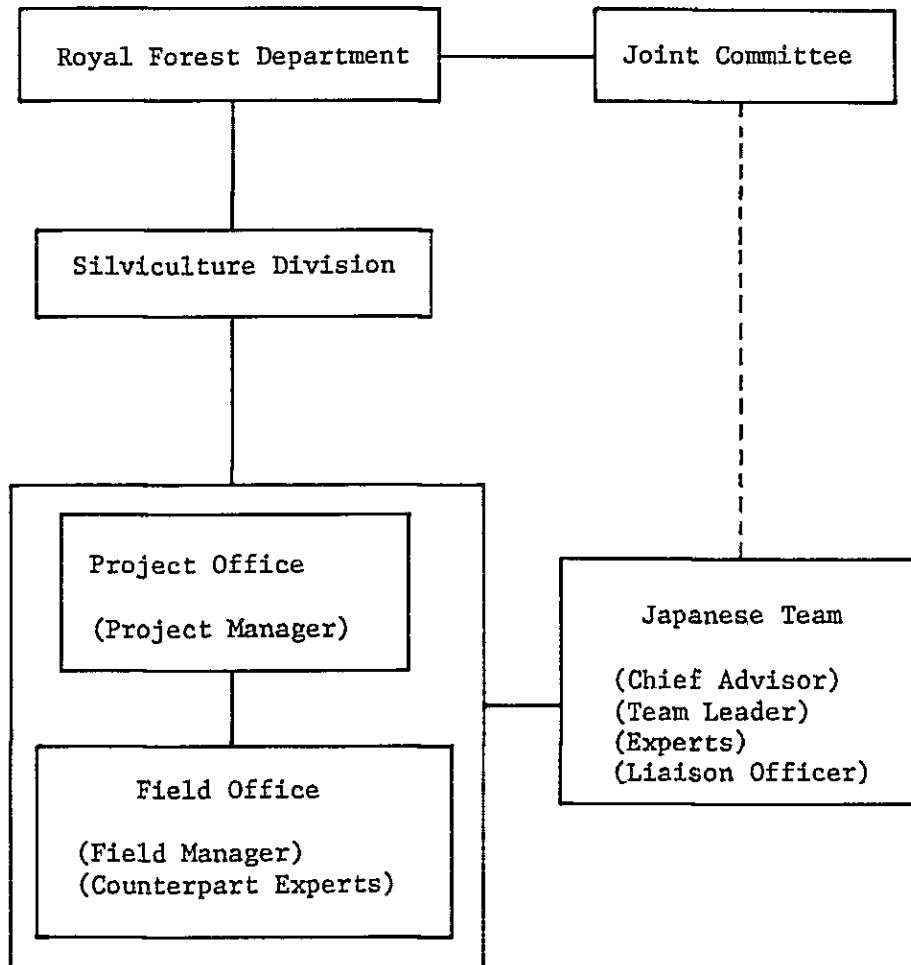 Royal Forest Department
Joint Committee
Silviculture Division
Project Office
(Project Manager)
Field Office
(Field Manager)
(Counterpart Experts)
Japanese Team
(Chief Advisor)
(Team Leader)
(Experts)
(Liaison Officer)